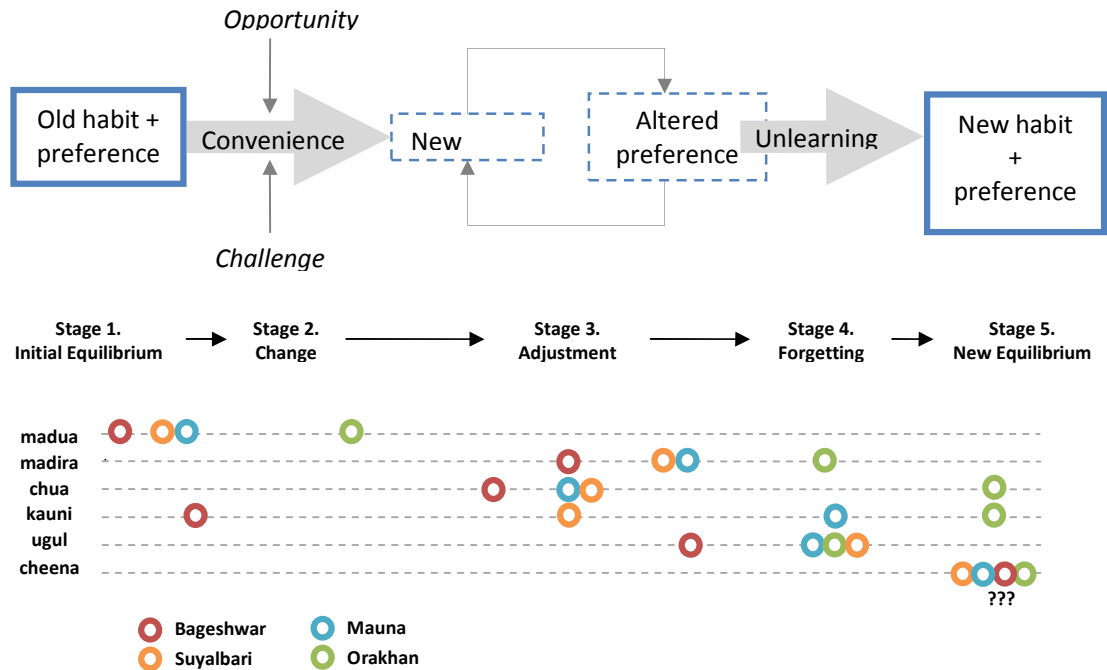 Opportunity
Old habit +
preference
Convenience
New
Altered
preference
Unlearning
New habit
+
preference
Challenge
Stage 1.
Initial Equilibrium
Stage 2.
Change
Stage 3.
Adjustment
Stage 4.
Forgetting
Stage 5.
New Equilibrium
madua
madira
chua
kauni
ugul
cheena
???
Bageshwar
Mauna
Suyalbari
Orakhan